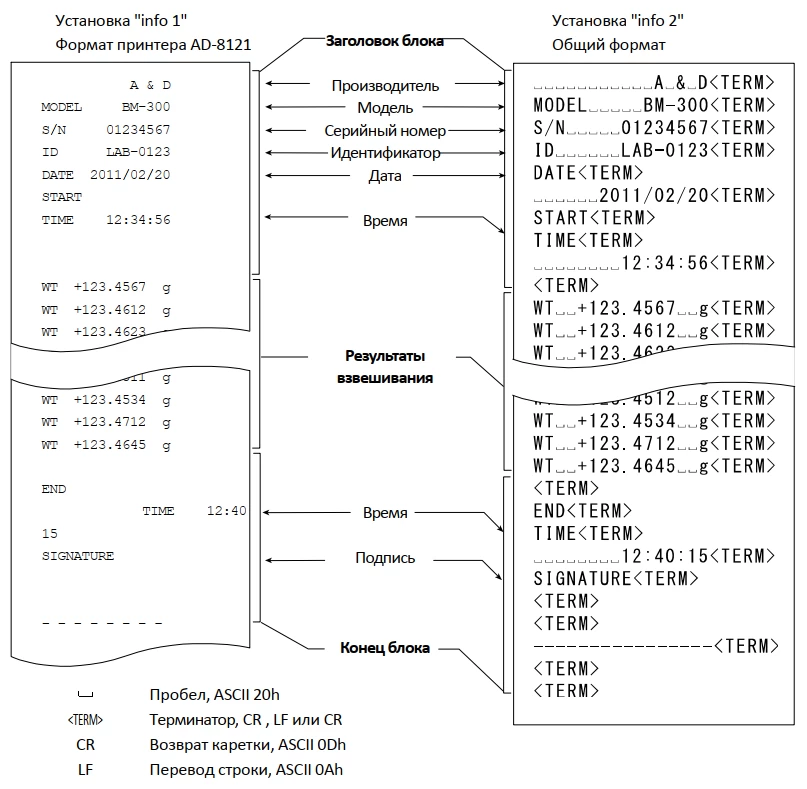 Установка "info 1"
Формат принтера AD-8121
A & D
MODEL BM-300
S/N 01234567
ID LAB-0123
DATE 2011/02/20
START
TIME 12:34:56
WT +123.4567 g
WT +123.4612 g
WT +123.4623 g
g
WT +123.4534 g
WT +123.4712 g
WT +123.4645 g
END
TIME 12:40
15
SIGNATURE
- - - - - - - -
Заголовок блока
Производитель
Модель
Серийный номер
Идентификатор
Дата
Время
Результаты
взвешивания
Время
Подпись
Конец блока
Установка "info 2"
Общий формат
␣␣␣␣␣␣␣␣␣␣␣A␣&␣D<TERM>
MODEL␣␣␣␣␣BM-300<TERM>
S/N␣␣␣␣␣01234567<TERM>
ID␣␣␣␣␣␣LAB-0123<TERM>
DATE<TERM>
␣␣␣␣␣␣2011/02/20<TERM>
START<TERM>
TIME<TERM>
␣␣␣␣␣␣␣␣12:34:56<TERM>
<TERM>
WT␣␣+123.4567␣␣g<TERM>
WT␣␣+123.4612␣␣g<TERM>
WT␣␣+123.46
WT␣␣+123.4512␣␣g<TERM>
WT␣␣+123.4534␣␣g<TERM>
WT␣␣+123.4712␣␣g<TERM>
WT␣␣+123.4645␣␣g<TERM>
<TERM>
END<TERM>
TIME<TERM>
␣␣␣␣␣␣␣␣12:40:15<TERM>
SIGNATURE<TERM>
<TERM>
<TERM>
----------------<TERM>
<TERM>
<TERM>
␣ Пробел, ASCII 20h
<TERM> Терминатор, CR , LF или CR
CR Возврат каретки, ASCII 0Dh
LF Перевод строки, ASCII 0Ah